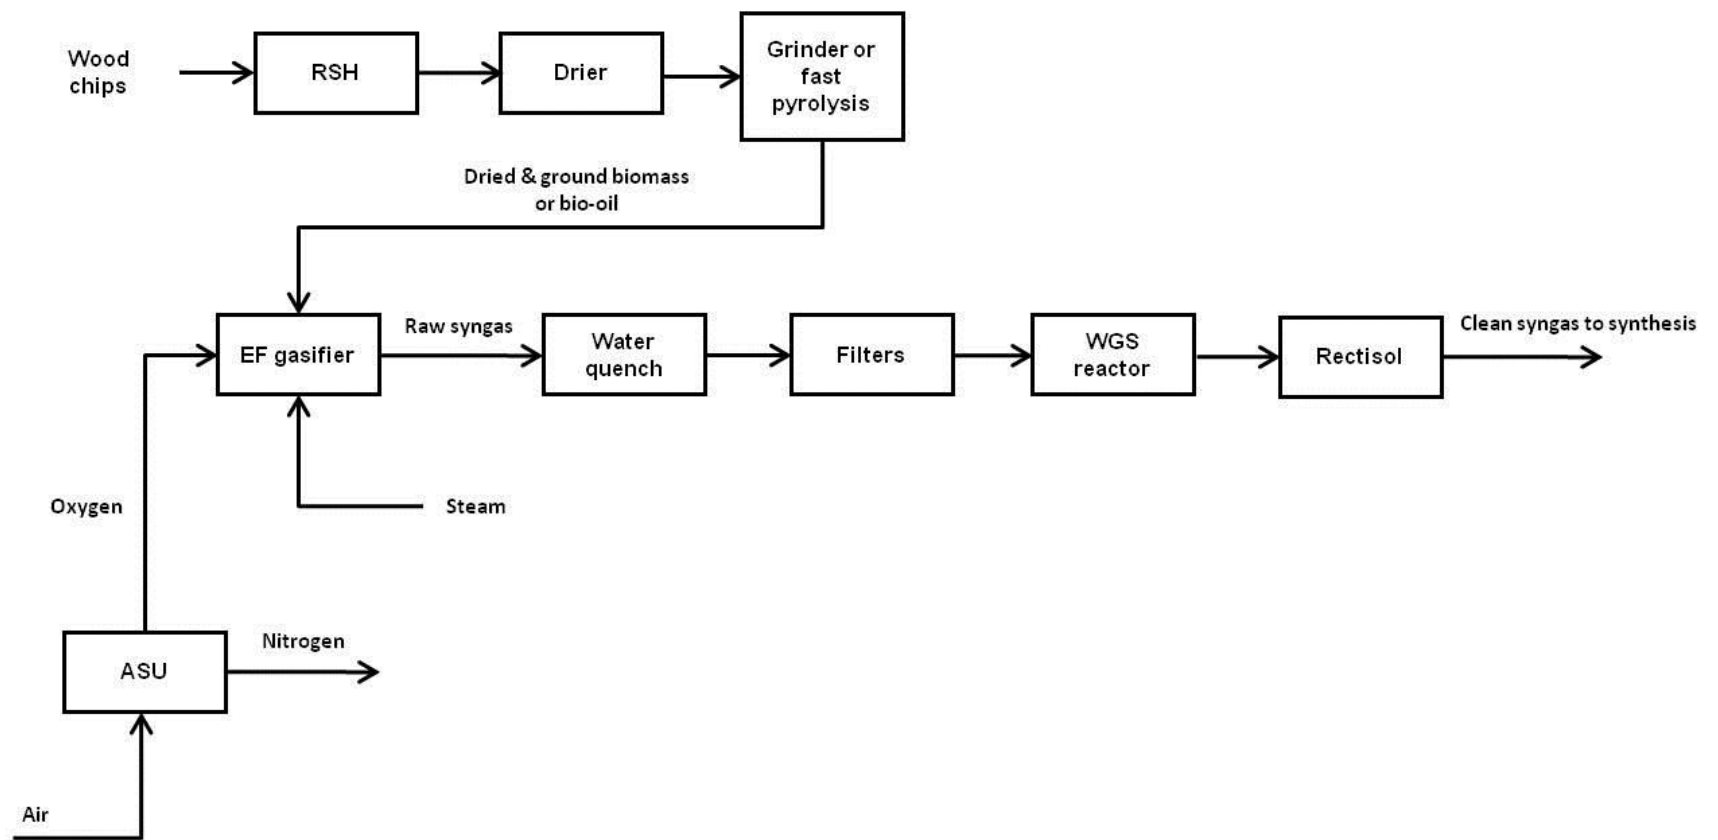 Wood
chips
RSH
Drier
Grinder or
fast
pyrolysis
Dried & ground biomass
or bio-oil
EF gasifier
Raw syngas
Water
quench
Filters
WGS
reactor
Rectisol
Clean syngas to synthesis
Oxygen
Steam
ASU
Nitrogen
Air